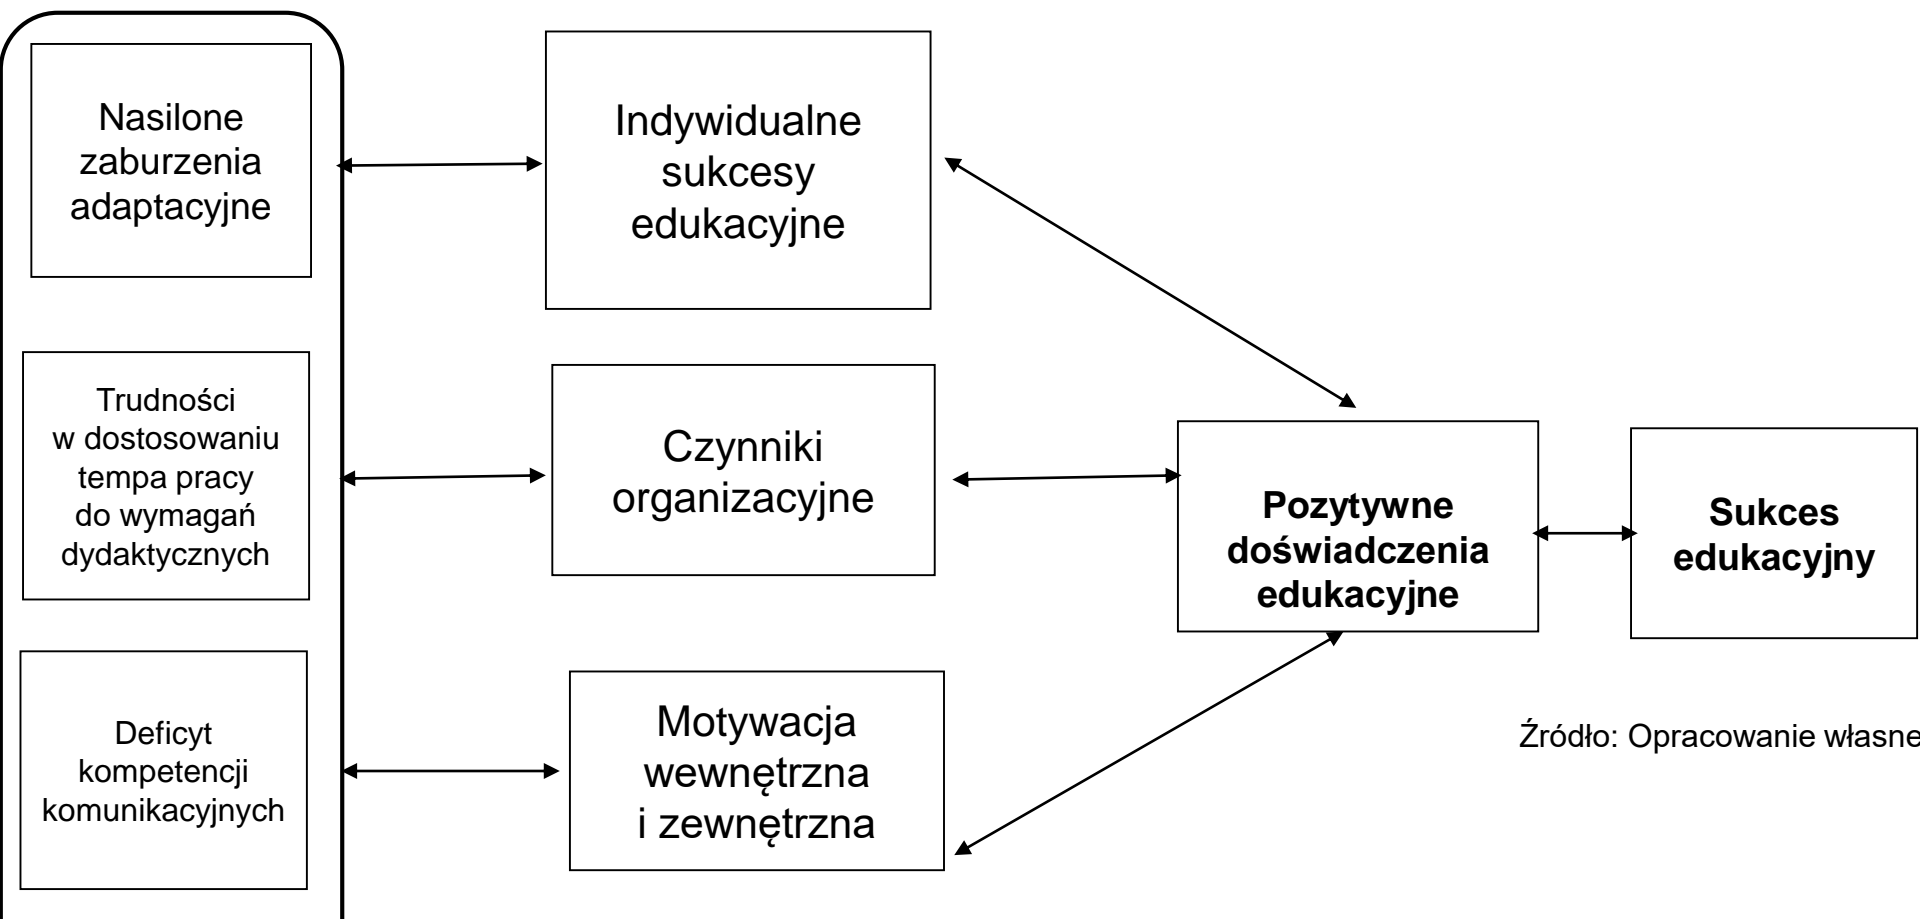 Nasilone
zaburzenia
adaptacyjne
Indywidualne
sukcesy
edukacyjne
Trudności
w dostosowaniu
tempa pracy
do wymagań
dydaktycznych
Czynniki
organizacyjne
Pozytywne
doświadczenia
edukacyjne
Sukces
edukacyjny
Deficyt
kompetencji
komunikacyjnych
Motywacja
wewnętrzna
i zewnętrzna
Źródło: Opracowanie własne